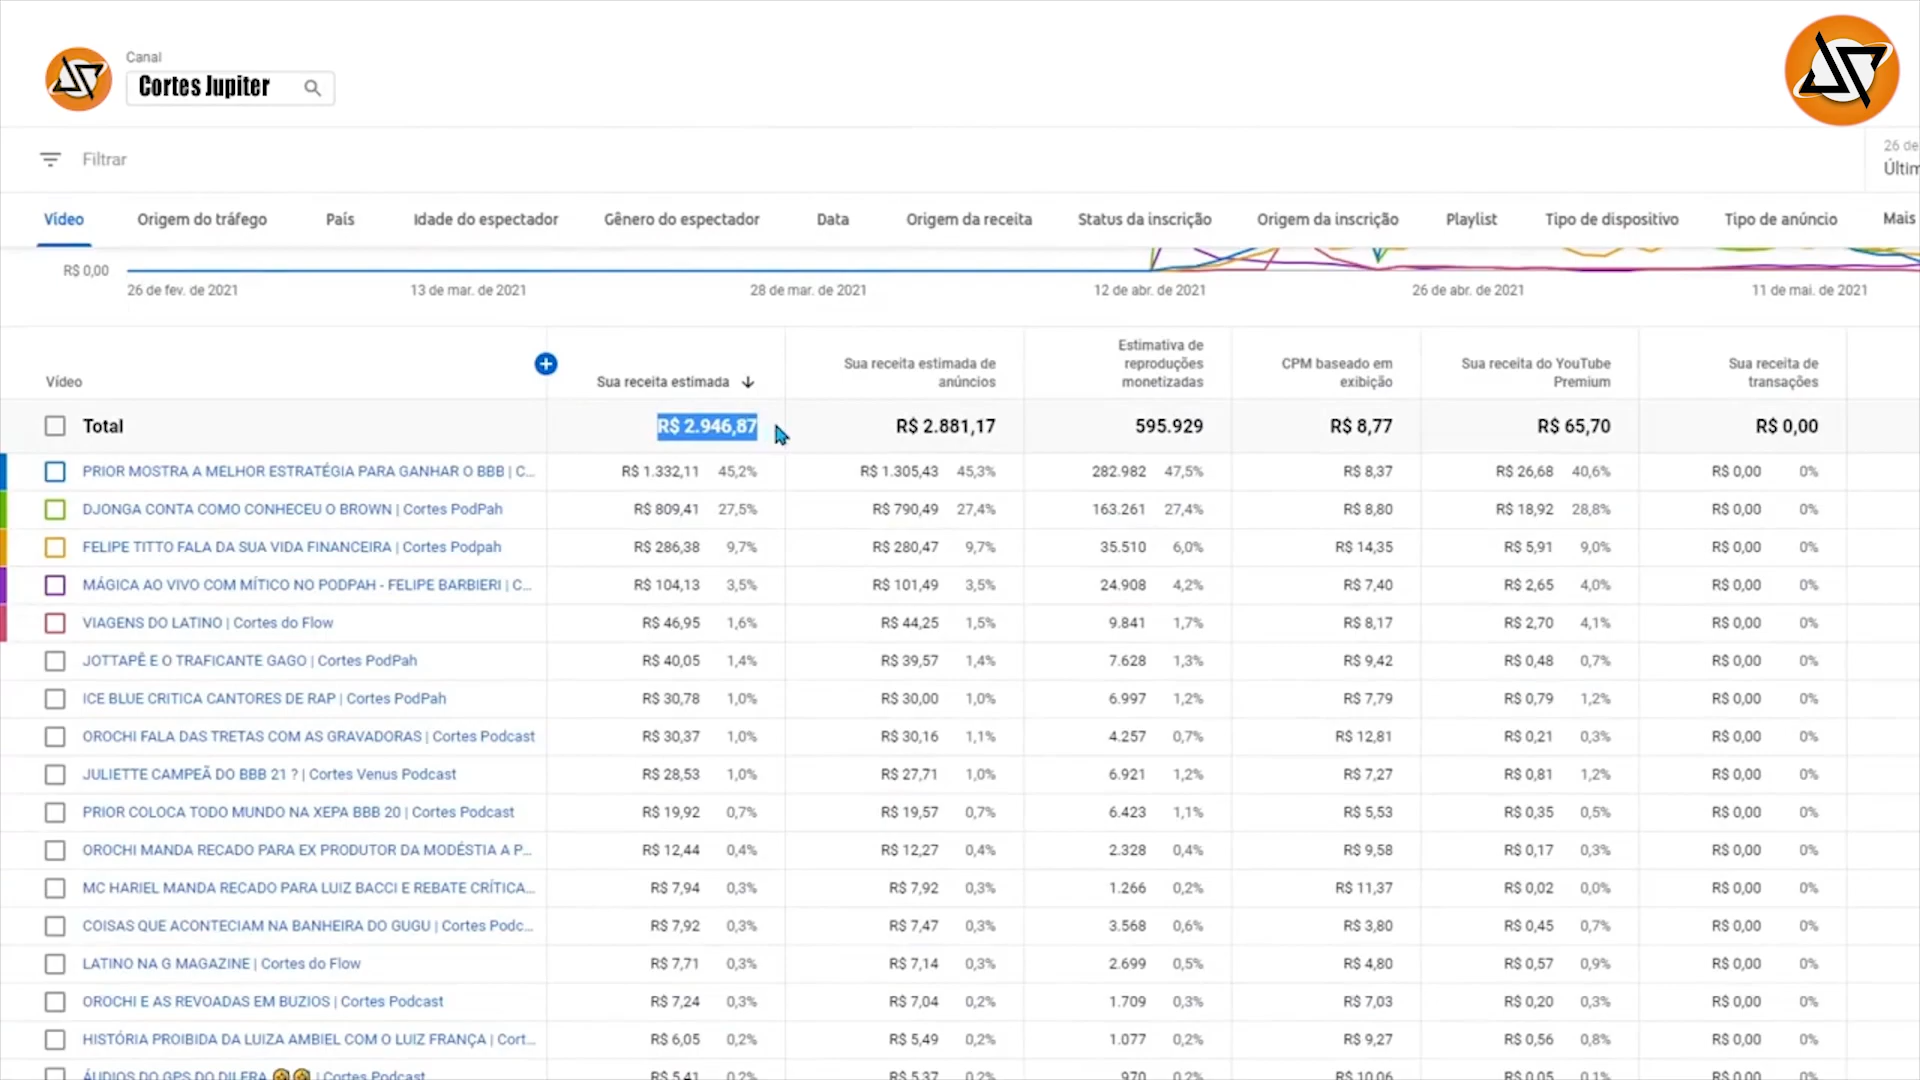 Canal
Cortes Jupiter
Filtrar
26 de
Últim
Vídeo Origem do tráfego País Idade do espectador Gênero do espectador Data Origem da receita Status da inscrição Origem da inscrição Playlist Tipo de dispositivo Tipo de anúncio Mais
R$ 0,00
26 de fev. de 2021 13 de mar. de 2021 28 de mar. de 2021 12 de abr. de 2021 26 de abr. de 2021 11 de mai. de 2021
Vídeo
Sua receita estimada
Sua receita estimada de
anúncios
Estimativa de
reproduções
monetizadas
CPM baseado em
exibição
Sua receita do YouTube
Premium
Sua receita de
transações
Total R$ 2.946,87 R$ 2.881,17 595.929 R$ 8,77 R$ 65,70 R$ 0,00
PRIOR MOSTRA A MELHOR ESTRATÉGIA PARA GANHAR O BBB | C... R$ 1.332,11 45,2% R$ 1.305,43 45,3% 282.982 47,5% R$ 8,37 R$ 26,68 40,6% R$ 0,00 0%
DJONGA CONTA COMO CONHECEU O BROWN | Cortes PodPah R$ 809,41 27,5% R$ 790,49 27,4% 163.261 27,4% R$ 8,80 R$ 18,92 28,8% R$ 0,00 0%
FELIPE TITTO FALA DA SUA VIDA FINANCEIRA | Cortes Podpah R$ 286,38 9,7% R$ 280,47 9,7% 35.510 6,0% R$ 14,35 R$ 5,91 9,0% R$ 0,00 0%
MÁGICA AO VIVO COM MÍTICO NO PODPAH - FELIPE BARBIERI | C... R$ 104,13 3,5% R$ 101,49 3,5% 24.908 4,2% R$ 7,40 R$ 2,65 4,0% R$ 0,00 0%
VIAGENS DO LATINO | Cortes do Flow R$ 46,95 1,6% R$ 44,25 1,5% 9.841 1,7% R$ 8,17 R$ 2,70 4,1% R$ 0,00 0%
JOTTAPÊ E O TRAFICANTE GAGO | Cortes PodPah R$ 40,05 1,4% R$ 39,57 1,4% 7.628 1,3% R$ 9,42 R$ 0,48 0,7% R$ 0,00 0%
ICE BLUE CRITICA CANTORES DE RAP | Cortes PodPah R$ 30,78 1,0% R$ 30,00 1,0% 6.997 1,2% R$ 7,79 R$ 0,79 1,2% R$ 0,00 0%
OROCHI FALA DAS TRETAS COM AS GRAVADORAS | Cortes Podcast R$ 30,37 1,0% R$ 30,16 1,1% 4.257 0,7% R$ 12,81 R$ 0,21 0,3% R$ 0,00 0%
JULIETTE CAMPEÃ DO BBB 21 ? | Cortes Venus Podcast R$ 28,53 1,0% R$ 27,71 1,0% 6.921 1,2% R$ 7,27 R$ 0,81 1,2% R$ 0,00 0%
PRIOR COLOCA TODO MUNDO NA XEPA BBB 20 | Cortes Podcast R$ 19,92 0,7% R$ 19,57 0,7% 6.423 1,1% R$ 5,53 R$ 0,35 0,5% R$ 0,00 0%
OROCHI MANDA RECADO PARA EX PRODUTOR DA MODÉSTIA A P... R$ 12,44 0,4% R$ 12,27 0,4% 2.328 0,4% R$ 9,58 R$ 0,17 0,3% R$ 0,00 0%
MC HARIEL MANDA RECADO PARA LUIZ BACCI E REBATE CRÍTICA... R$ 7,94 0,3% R$ 7,92 0,3% 1.266 0,2% R$ 11,37 R$ 0,02 0,0% R$ 0,00 0%
COISAS QUE ACONTECIAM NA BANHEIRA DO GUGU | Cortes Podc... R$ 7,92 0,3% R$ 7,47 0,3% 3.568 0,6% R$ 3,80 R$ 0,45 0,7% R$ 0,00 0%
LATINO NA G MAGAZINE | Cortes do Flow R$ 7,71 0,3% R$ 7,14 0,3% 2.699 0,5% R$ 4,80 R$ 0,57 0,9% R$ 0,00 0%
OROCHI E AS REVOADAS EM BUZIOS | Cortes Podcast R$ 7,24 0,3% R$ 7,04 0,2% 1.709 0,3% R$ 7,03 R$ 0,20 0,3% R$ 0,00 0%
HISTÓRIA PROIBIDA DA LUIZA AMBIEL COM O LUIZ FRANÇA | Cort... R$ 6,05 0,2% R$ 5,49 0,2% 1.077 0,2% R$ 9,27 R$ 0,56 0,8% R$ 0,00 0%
ÁUDIOS DO GPS DO DILERA | Cortes Podcast R$ 5,41 0,2% R$ 5,37 0,2% 970 0,2% R$ 10,06 R$ 0,05 0,1% R$ 0,00 0%